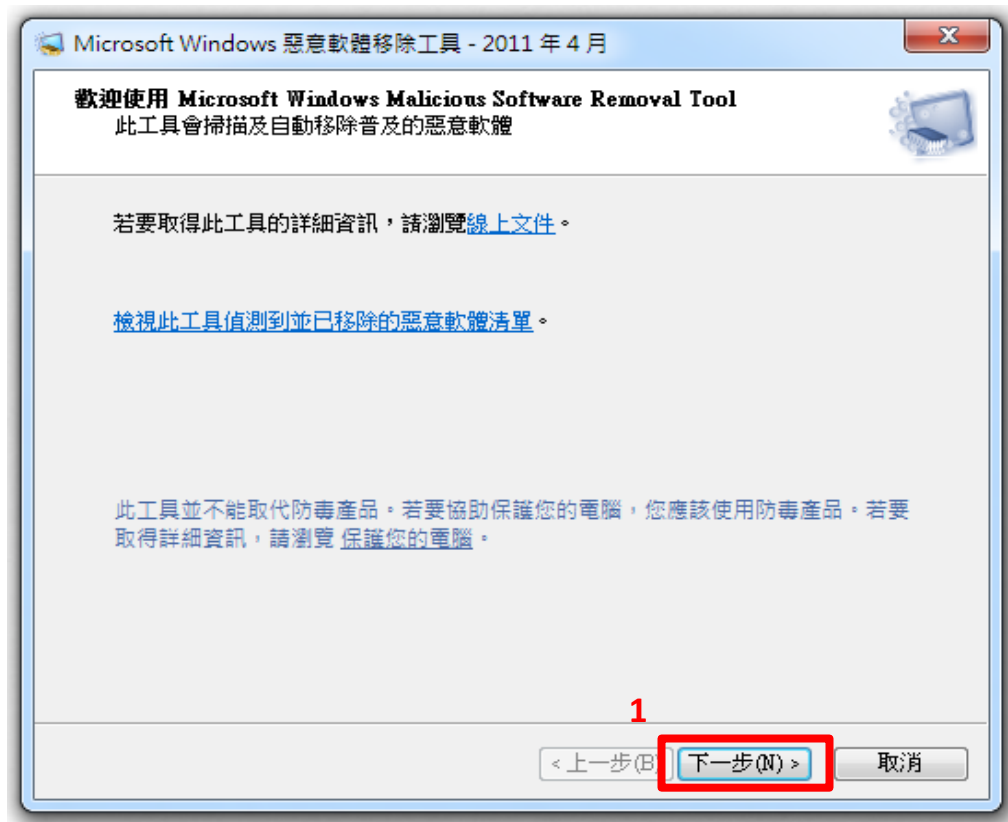 Microsoft Windows 惡意軟體移除工具 - 2011 年 4 月
歡迎使用 Microsoft Windows Malicious Software Removal Tool
此工具會掃描及自動移除普及的惡意軟體
若要取得此工具的詳細資訊，請瀏覽線上文件。
檢視此工具偵測到並已移除的惡意軟體清單。
此工具並不能取代防毒產品。若要協助保護您的電腦，您應該使用防毒產品。若要
取得詳細資訊，請瀏覽 保護您的電腦。
1
<上一步(B) 下一步(N) > 取消